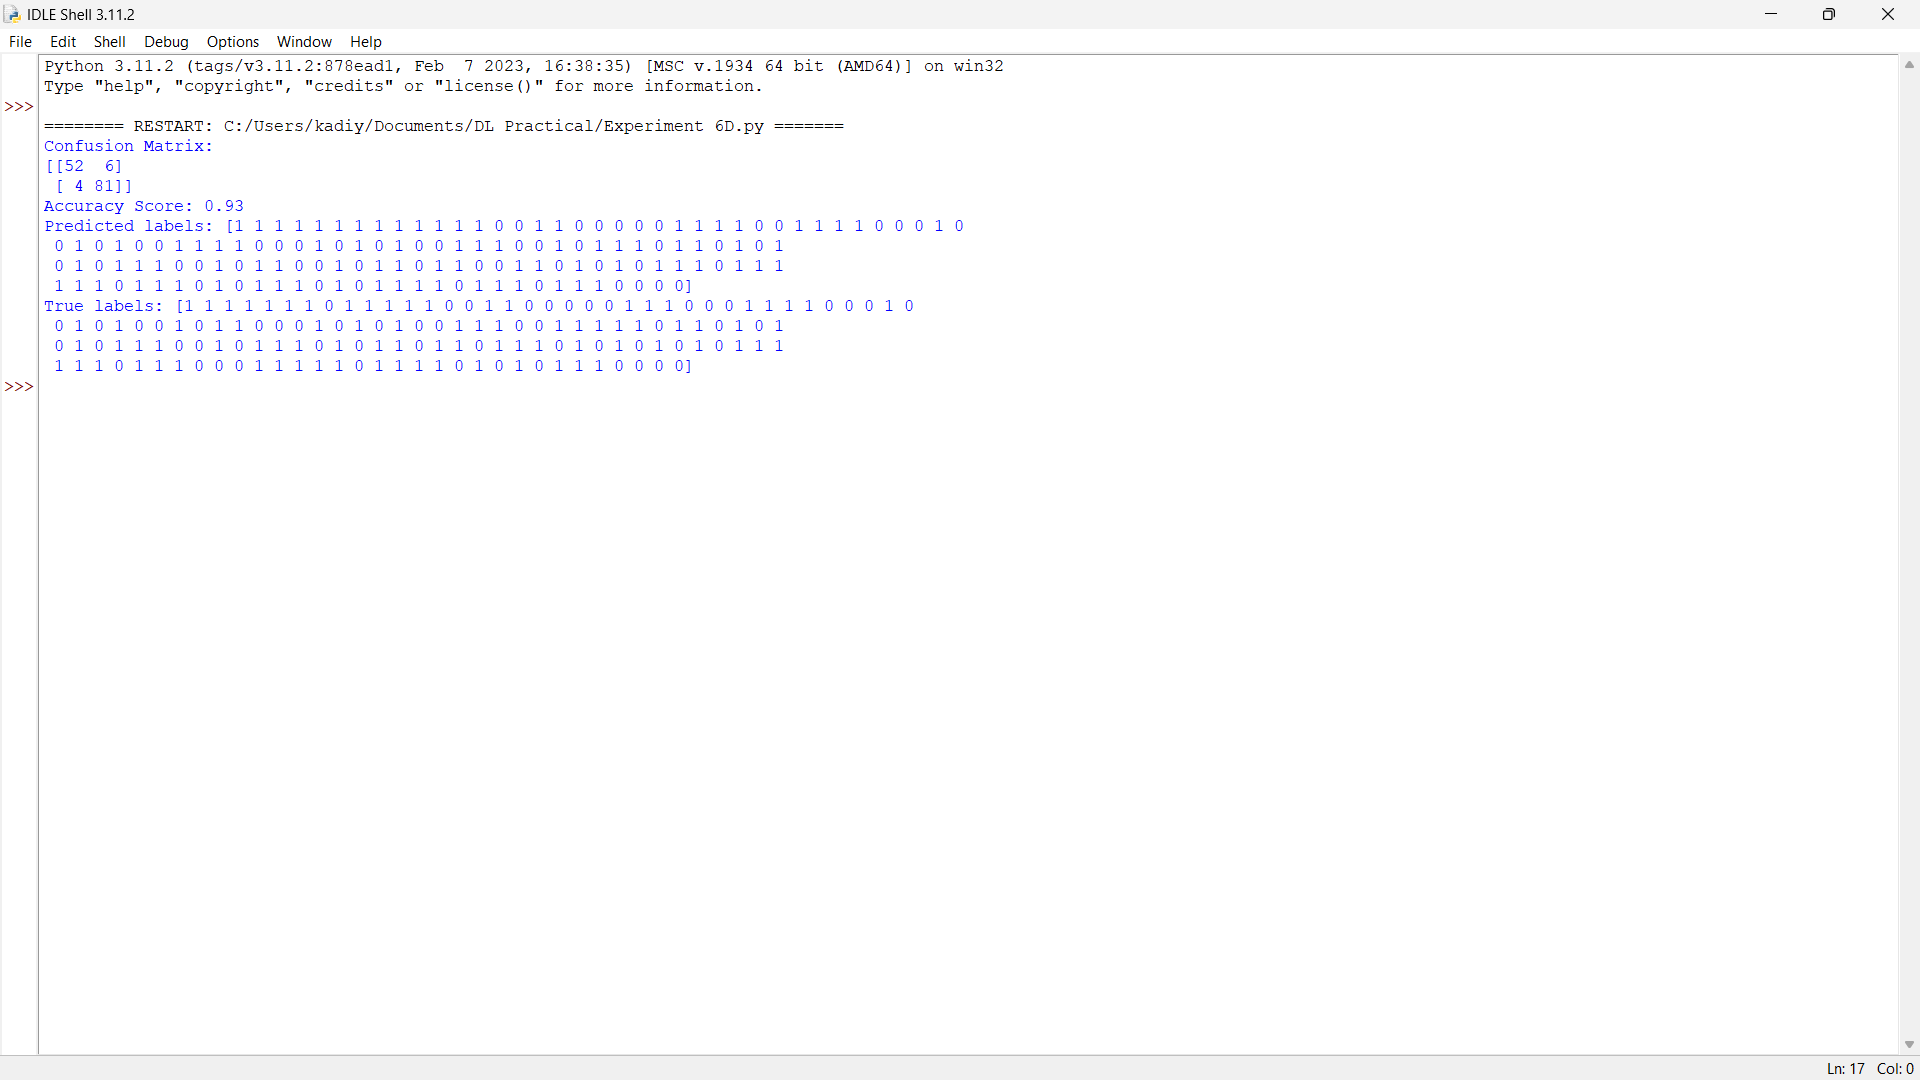 IDLE Shell 3.11.2
File Edit Shell Debug Options Window Help
Python 3.11.2 (tags/v3.11.2:878ead1, Feb  7 2023, 16:38:35) [MSC v.1934 64 bit (AMD64)] on win32
Type "help", "copyright", "credits" or "license()" for more information.
>>>
======== RESTART: C:/Users/kadiy/Documents/DL Practical/Experiment 6D.py =======
Confusion Matrix:
[[52  6]
 [ 4 81]]
Accuracy Score: 0.93
Predicted labels: [1 1 1 1 1 1 1 1 1 1 1 1 1 0 0 1 1 0 0 0 0 0 1 1 1 1 0 0 1 1 1 1 0 0 0 1 0
 0 1 0 1 0 0 1 1 1 1 0 0 0 1 0 1 0 1 0 0 1 1 1 0 0 1 0 1 1 1 0 1 1 0 1 0 1
 0 1 0 1 1 1 0 0 1 0 1 1 0 0 1 0 1 1 0 1 1 0 0 1 1 0 1 0 1 0 1 1 1 0 1 1 1
 1 1 1 0 1 1 1 0 1 0 1 1 1 0 1 0 1 1 1 1 0 1 1 1 0 1 1 1 0 0 0 0]
True labels: [1 1 1 1 1 1 1 0 1 1 1 1 1 0 0 1 1 0 0 0 0 0 1 1 1 0 0 0 1 1 1 1 0 0 0 1 0
 0 1 0 1 0 0 1 0 1 1 0 0 0 1 0 1 0 1 0 0 1 1 1 0 0 1 1 1 1 1 0 1 1 0 1 0 1
 0 1 0 1 1 1 0 0 1 0 1 1 1 0 1 0 1 1 0 1 1 0 1 1 1 0 1 0 1 0 1 0 1 0 1 1 1
 1 1 1 0 1 1 1 0 0 0 1 1 1 1 1 0 1 1 1 1 0 1 0 1 0 1 1 1 0 0 0 0]
>>>
Ln: 17 Col: 0